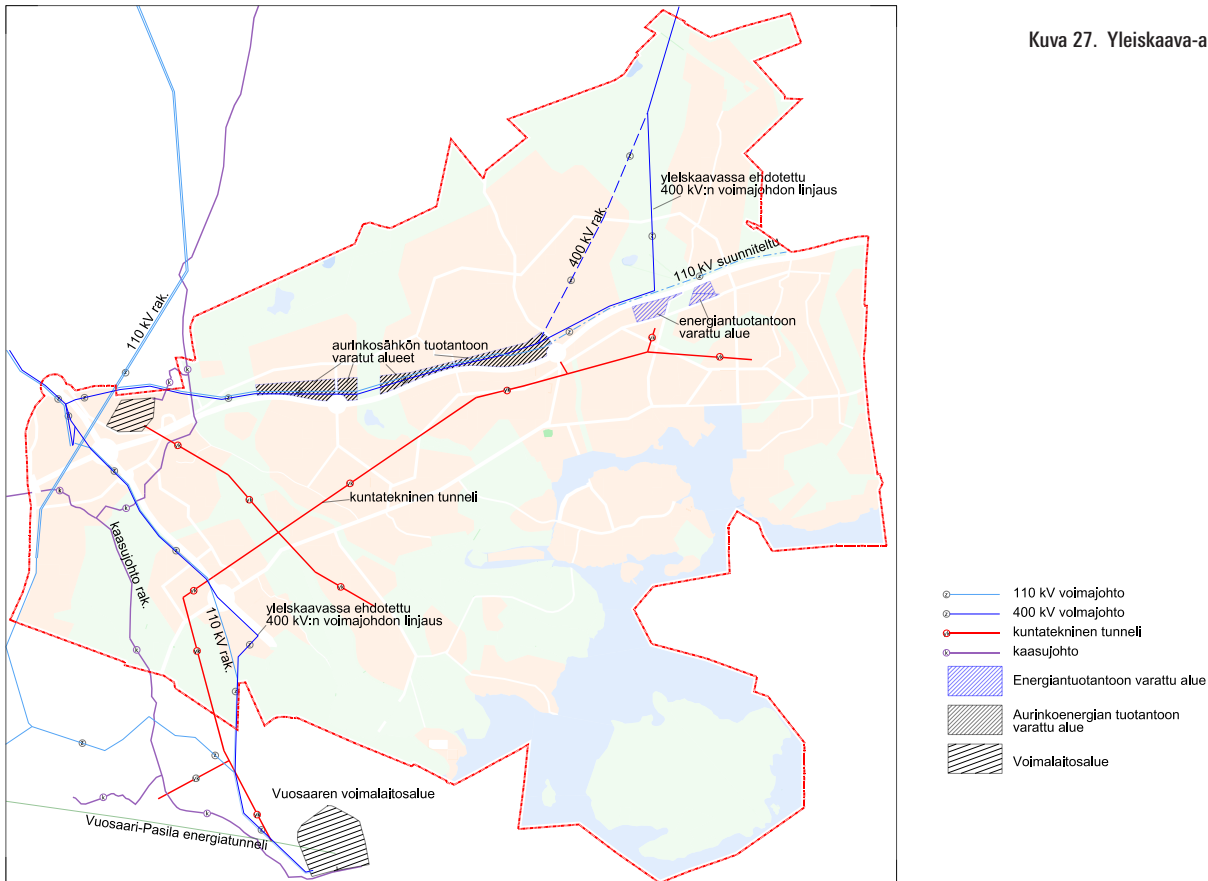 Kuva 27. Yleiskaava-a
yleiskaavassa ehdotettu
400 kV:n voimajohdon linjaus
400 kV rak.
110 kV suunniteltu
110 kV rak.
energiantuotantoon
varattu alue
aurinkosähkön tuotantoon
varatut alueet
kuntatekninen tunneli
kaasujohto rak.
110 kV rak.
yleiskaavassa ehdotettu
400 kV:n voimajohdon linjaus
Vuosaaren voimalaitosalue
Vuosaari-Pasila energiatunneli
110 kV voimajohto
400 kV voimajohto
kuntatekninen tunneli
kaasujohto
Energiantuotantoon varattu alue
Aurinkoenergian tuotantoon
varattu alue
Voimalaitosalue